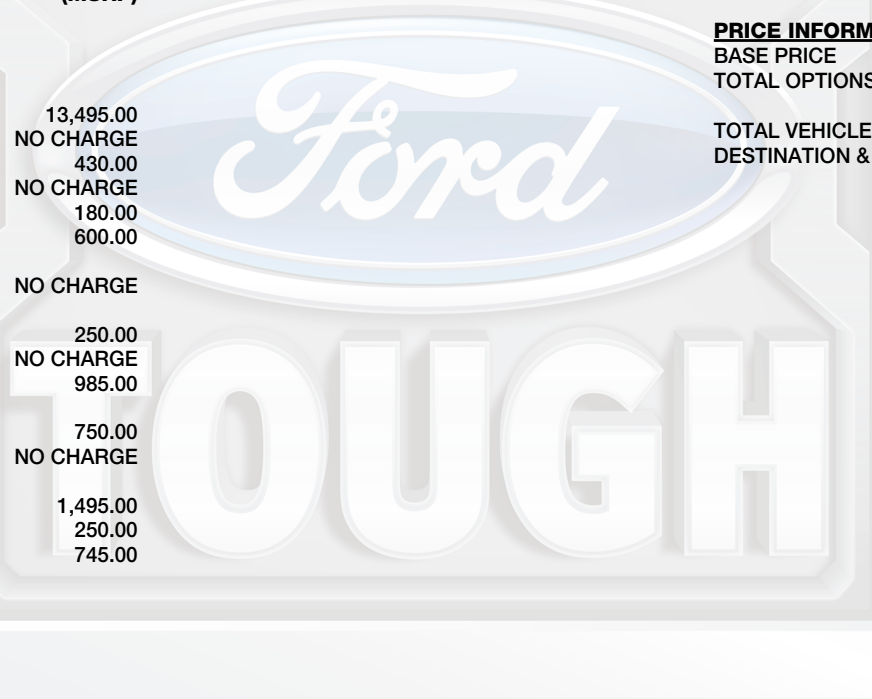 (MSRP)
13,495.00
NO CHARGE
430.00
NO CHARGE
180.00
600.00
NO CHARGE
250.00
NO CHARGE
985.00
750.00
NO CHARGE
1,495.00
250.00
745.00
PRICE INFORM
BASE PRICE
TOTAL OPTIONS
TOTAL VEHICLE
DESTINATION &
Ford
TOUGH